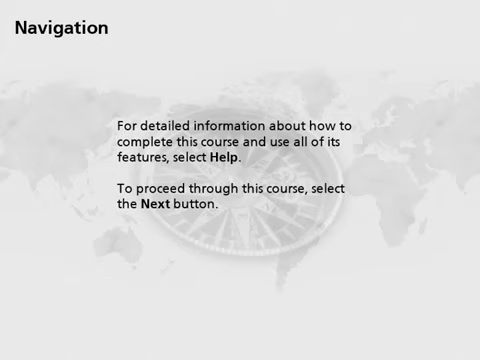 Navigation
For detailed information about how to
complete this course and use all of its
features, select Help.
To proceed through this course, select
the Next button.